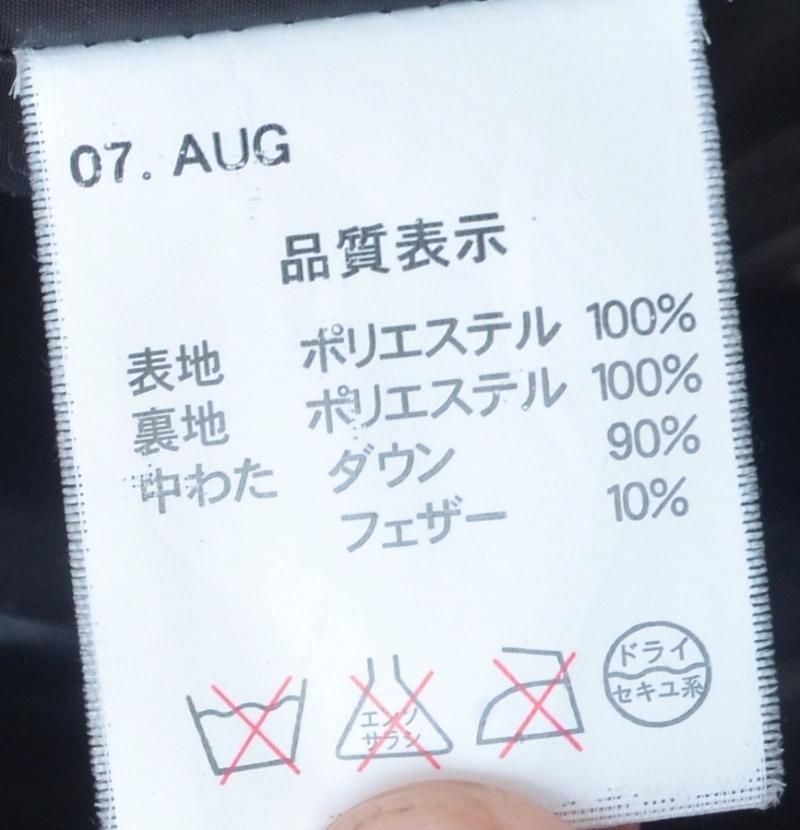 07. AUG
品質表示
表地 ポリエステル 100%
裏地 ポリエステル 100%
中わた ダウン 90%
フェザー 10%
エンソ
サラシ
ドライ
セキユ系